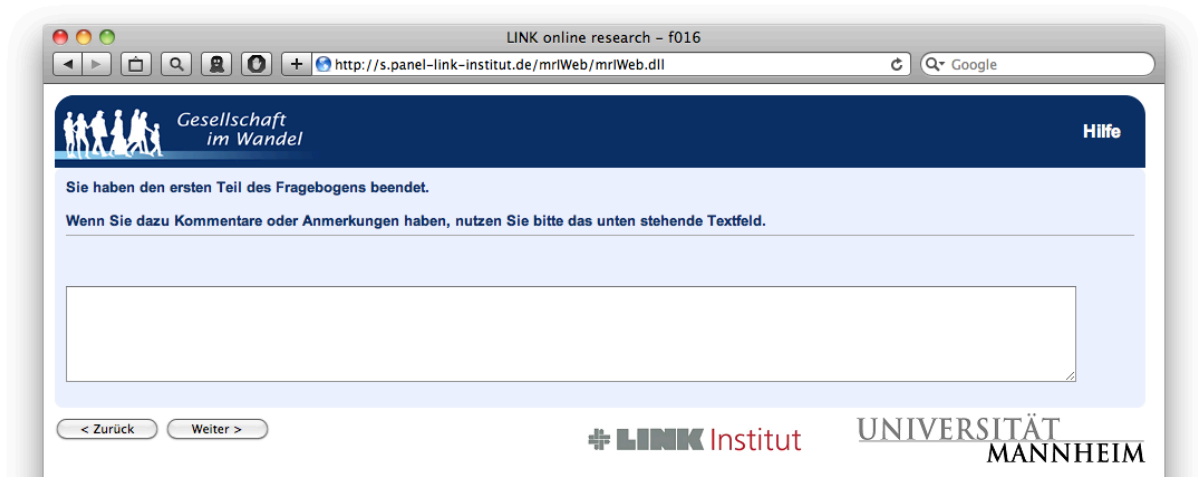 LINK online research – f016
http://s.panel-link-institut.de/mrIWeb/mrIWeb.dll
Google
Gesellschaft
im Wandel
Hilfe
Sie haben den ersten Teil des Fragebogens beendet.
Wenn Sie dazu Kommentare oder Anmerkungen haben, nutzen Sie bitte das unten stehende Textfeld.
< Zurück Weiter >
LINK Institut
UNIVERSITÄT
MANNHEIM